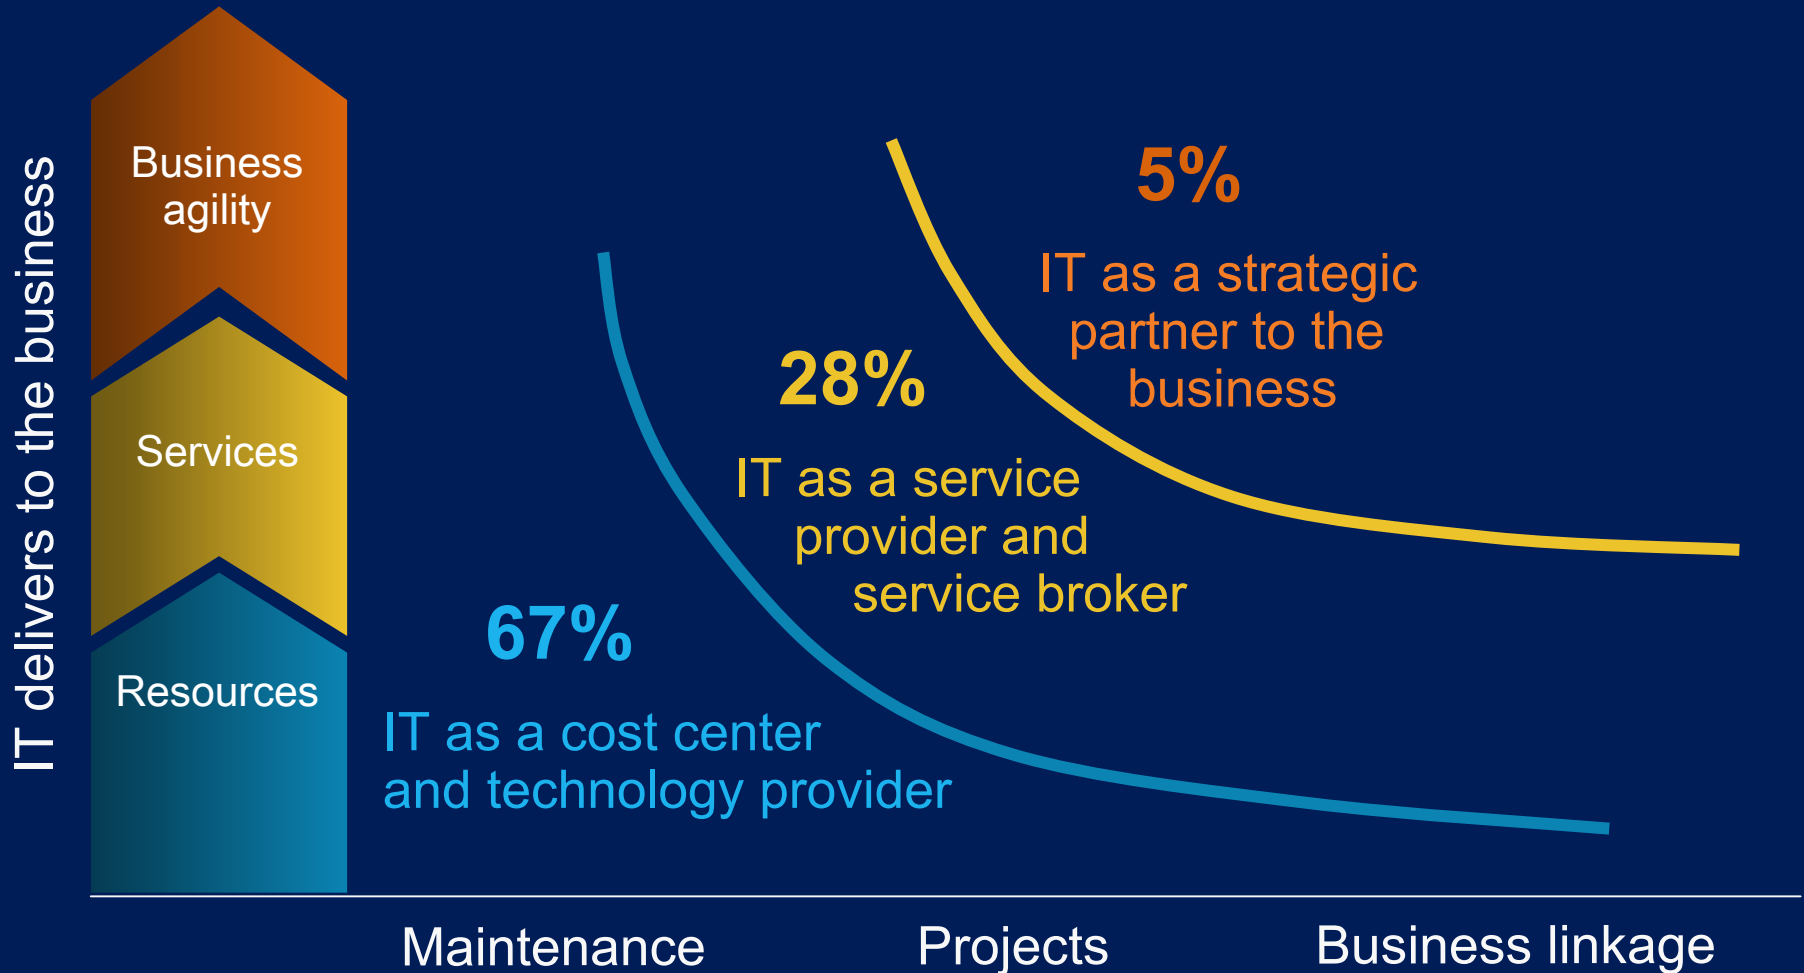 IT delivers to the business
Business
agility
Services
Resources
5%
IT as a strategic
partner to the
business
28%
IT as a service
provider and
service broker
67%
IT as a cost center
and technology provider
Maintenance
Projects
Business linkage